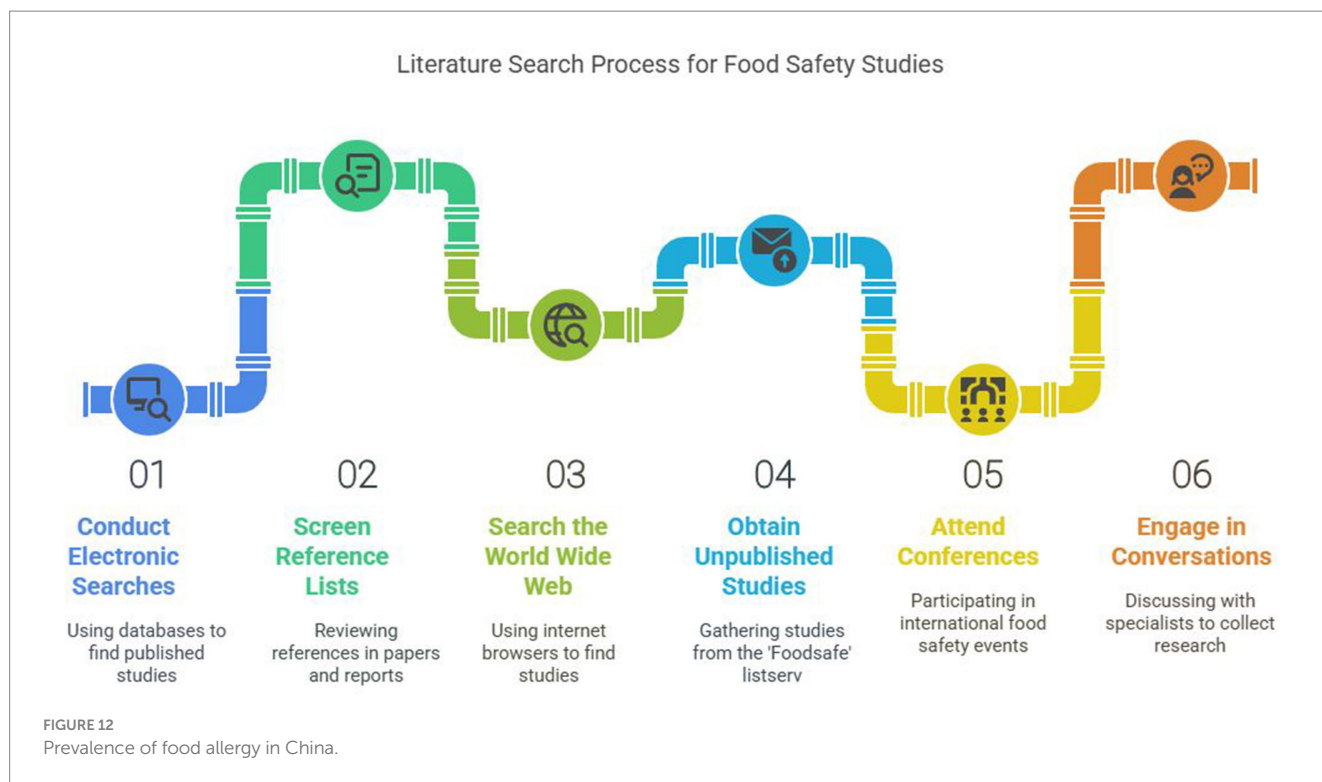 Literature Search Process for Food Safety Studies
01
Conduct
Electronic
Searches
Using databases to
find published
studies
02
Screen
Reference
Lists
Reviewing
references in papers
and reports
03
Search the
World Wide
Web
Using internet
browsers to find
studies
04
Obtain
Unpublished
Studies
Gathering studies
from the 'Foodsafe'
listserv
05
Attend
Conferences
Participating in
international food
safety events
06
Engage in
Conversations
Discussing with
specialists to collect
research
FIGURE 12
Prevalence of food allergy in China.